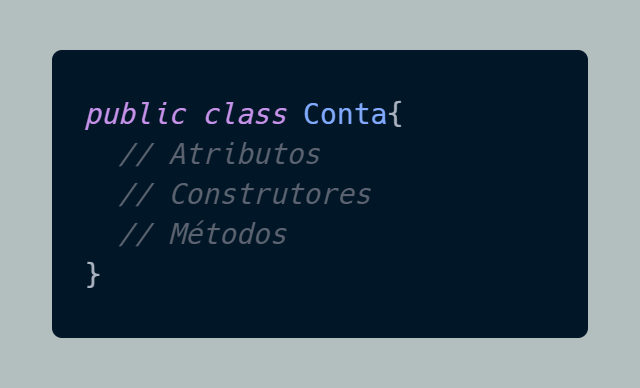 public class Conta{
// Atributos
// Construtores
// Métodos
}